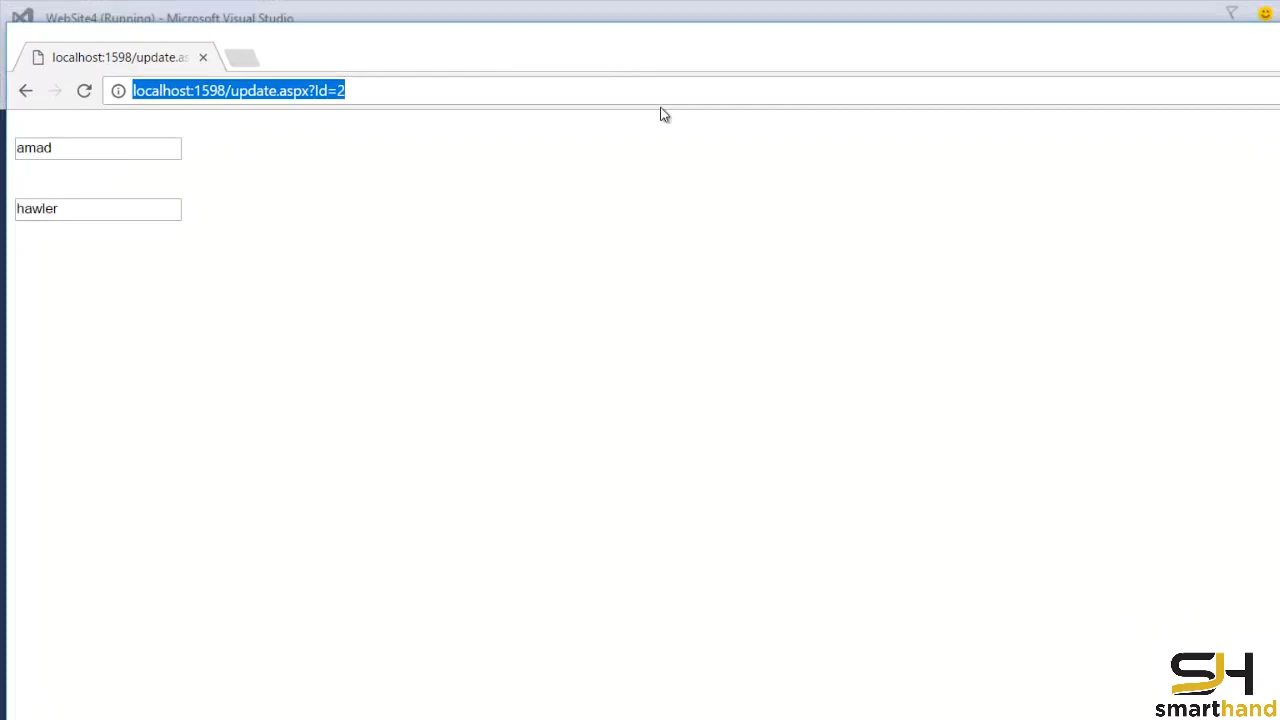 WebSite4 (Running) - Microsoft Visual Studio
localhost:1598/update.as
localhost:1598/update.aspx?Id=2
amad
hawler
SH
smarthand